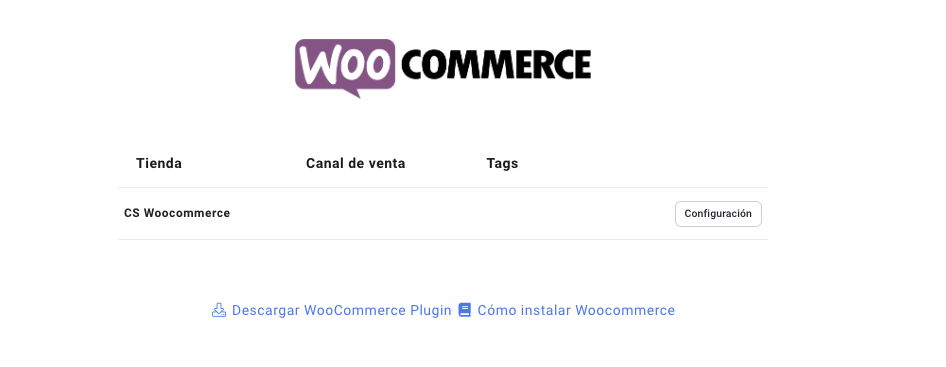 WOO COMMERCE
Tienda Canal de venta Tags
CS Woocommerce Configuración
Descargar WooCommerce Plugin Cómo instalar Woocommerce